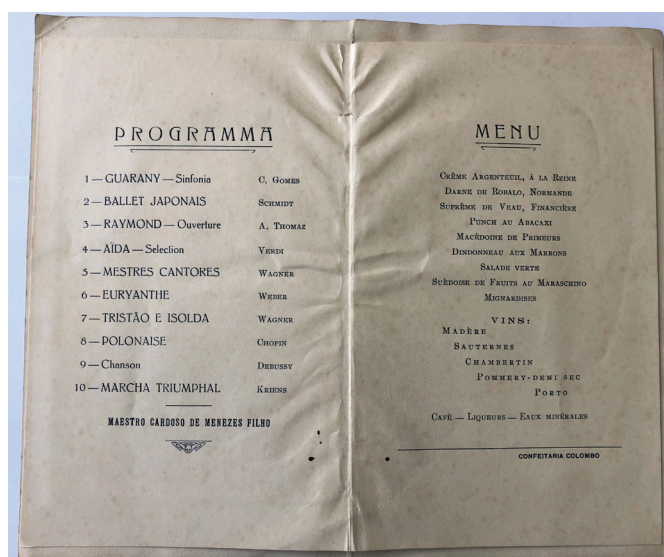 PROGRAMMA
1 — GUARANY — Sinfonia C. GOMES
2 — BALLET JAPONAIS SCHMIDT
3 — RAYMOND — Ouverture A. THOMAZ
4 — AÏDA — Selection VERDI
5 — MESTRES CANTORES WAGNER
6 — EURYANTHE WEBER
7 — TRISTÃO E ISOLDA WAGNER
8 — POLONAISE CHOPIN
9 — Chanson DEBUSSY
10 — MARCHA TRIUMPHAL KRIENS
MAESTRO CARDOSO DE MENEZES FILHO
MENU
CRÊME ARGENTEUIL, À LA REINE
DARNE DE ROBALO, NORMANDE
SUPRÊME DE VEAU, FINANCIÈRE
PUNCH AU ABACAXI
MACÉDOINE DE PRIMEURS
DINDONNEAU AUX MARRONS
SALADE VERTE
SUÈDOISE DE FRUITS AU MARASCHINO
MIGNARDISES
VINS:
MADÈRE
SAUTERNES
CHAMBERTIN
POMMERY-DEMI SEC
PORTO
CAFÉ — LIQUEURS — EAUX MINÉRALES
CONFEITARIA COLOMBO